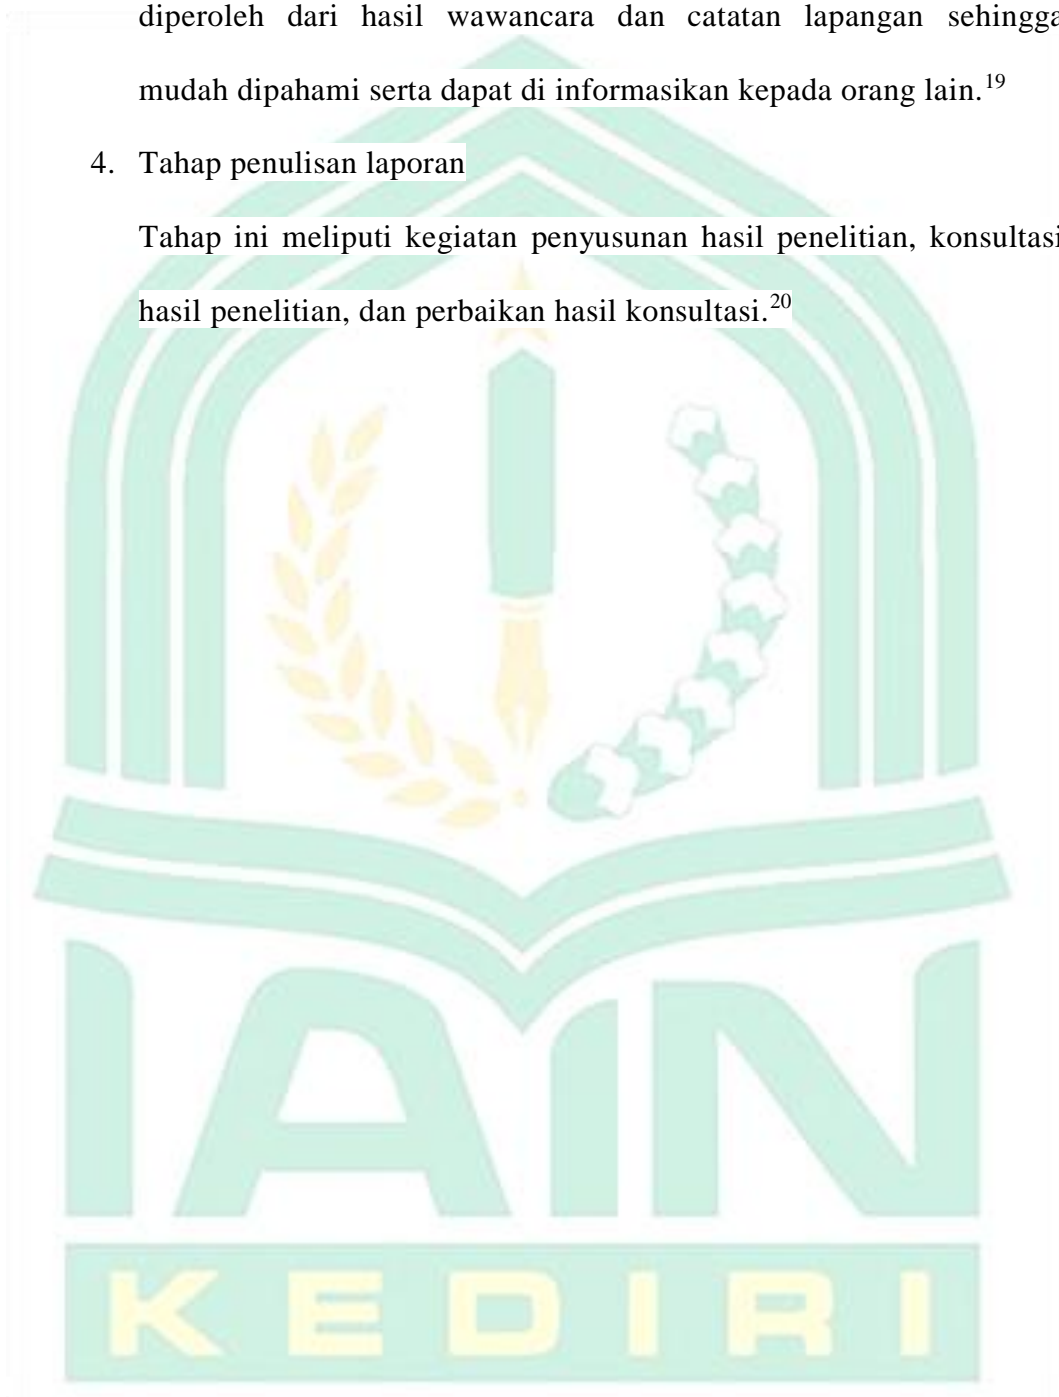 diperoleh dari hasil wawancara dan catatan lapangan sehingga
mudah dipahami serta dapat di informasikan kepada orang lain.19
4. Tahap penulisan laporan
Tahap ini meliputi kegiatan penyusunan hasil penelitian, konsultasi
hasil penelitian, dan perbaikan hasil konsultasi.20
IAIN
KEDIRI